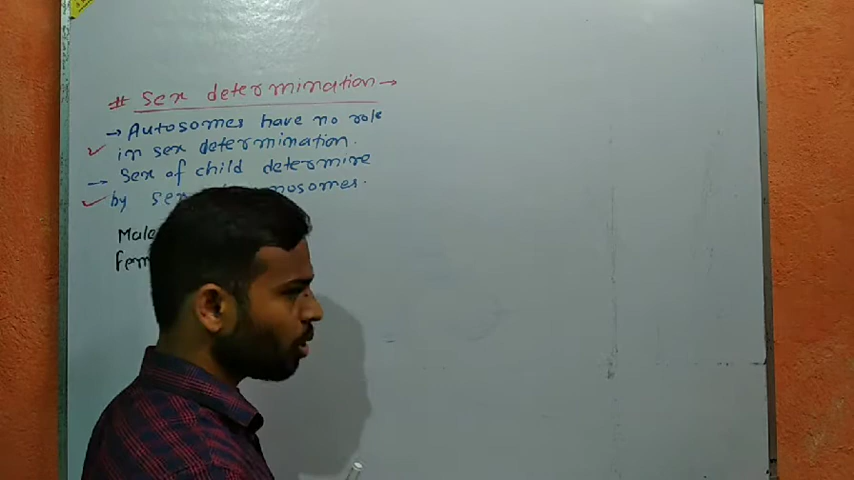 # Sex determination →
→ Autosomes have no role
in sex determination.
→ Sex of child determine
by
Male